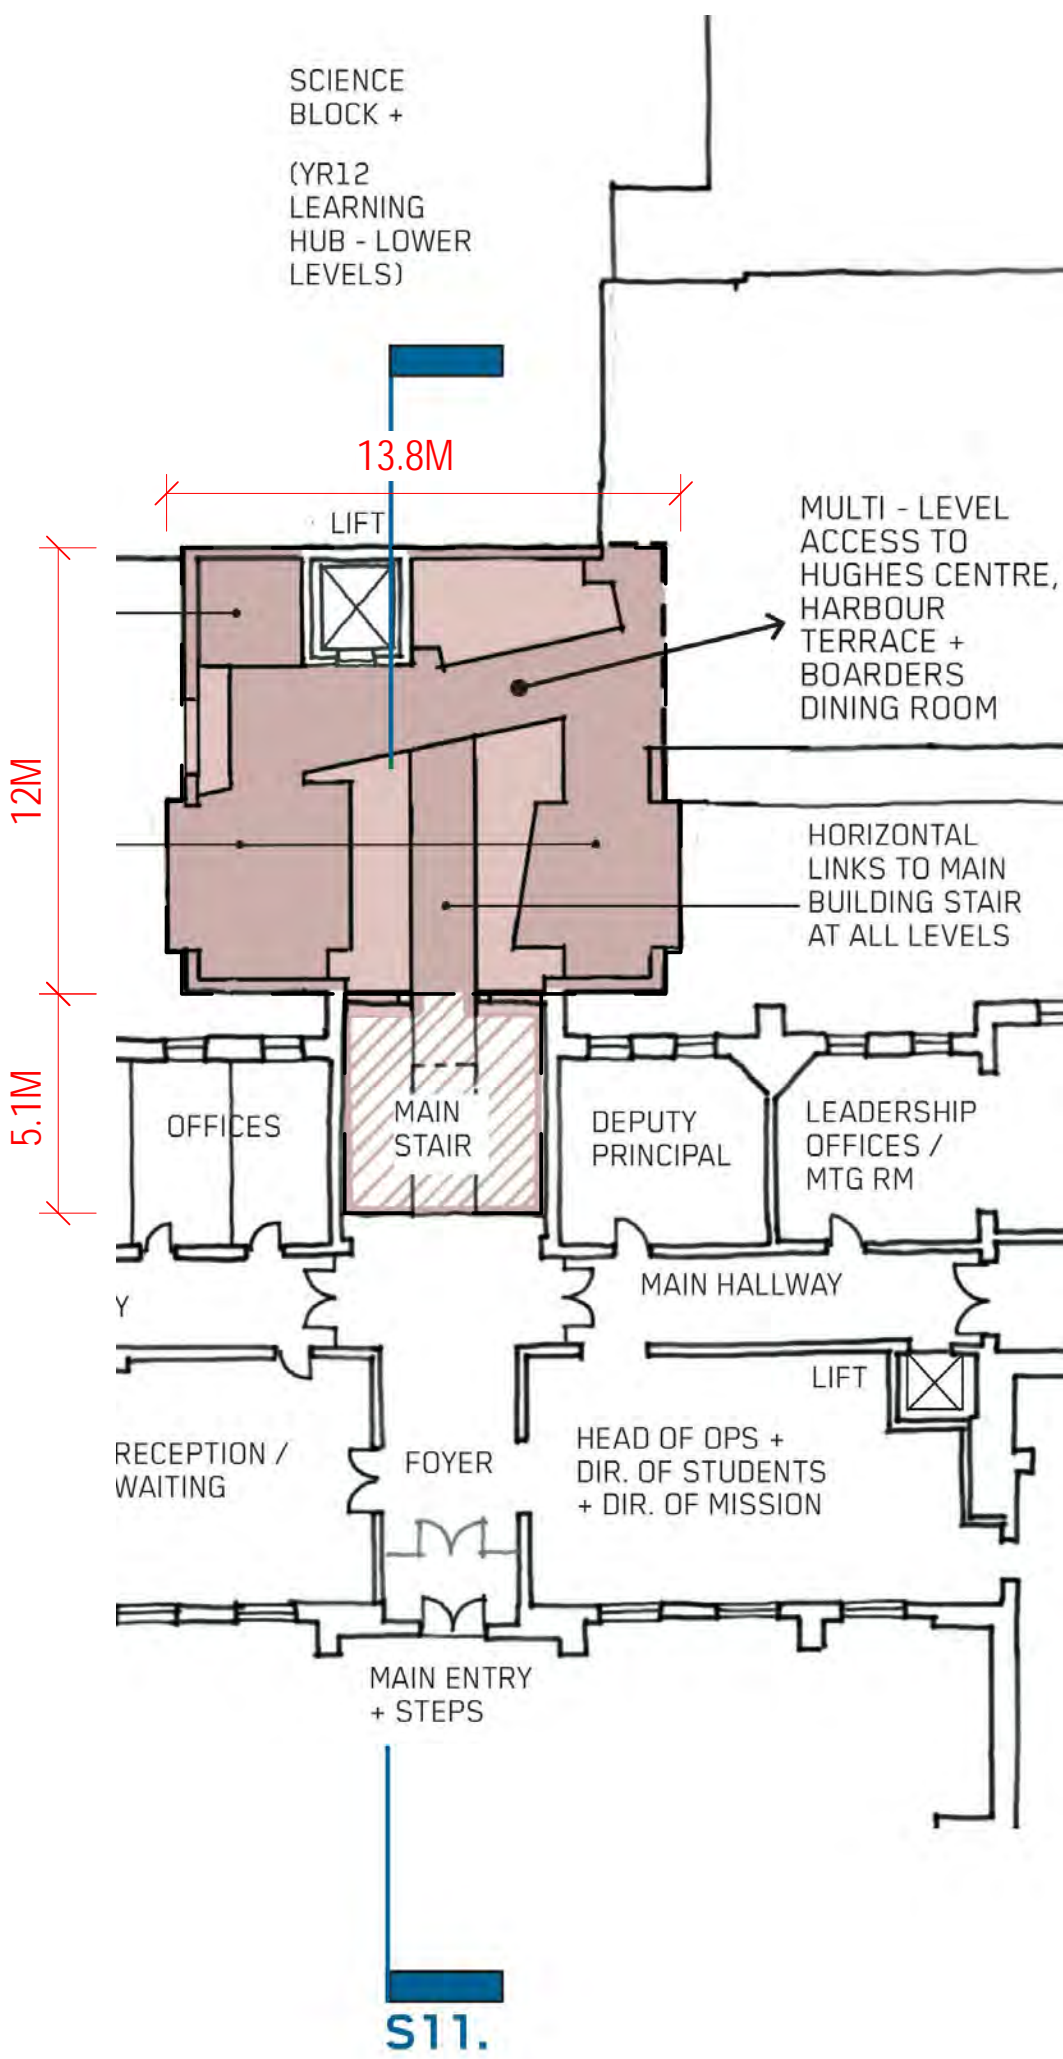 SCIENCE
BLOCK +
(YR12
LEARNING
HUB - LOWER
LEVELS)
13.8M
LIFT
MULTI - LEVEL
ACCESS TO
HUGHES CENTRE,
HARBOUR
TERRACE +
BOARDERS
DINING ROOM
12M
HORIZONTAL
LINKS TO MAIN
BUILDING STAIR
AT ALL LEVELS
5.1M
OFFICES
MAIN
STAIR
DEPUTY
PRINCIPAL
LEADERSHIP
OFFICES /
MTG RM
Y
MAIN HALLWAY
LIFT
RECEPTION /
WAITING
FOYER
HEAD OF OPS +
DIR. OF STUDENTS
+ DIR. OF MISSION
MAIN ENTRY
+ STEPS
S11.